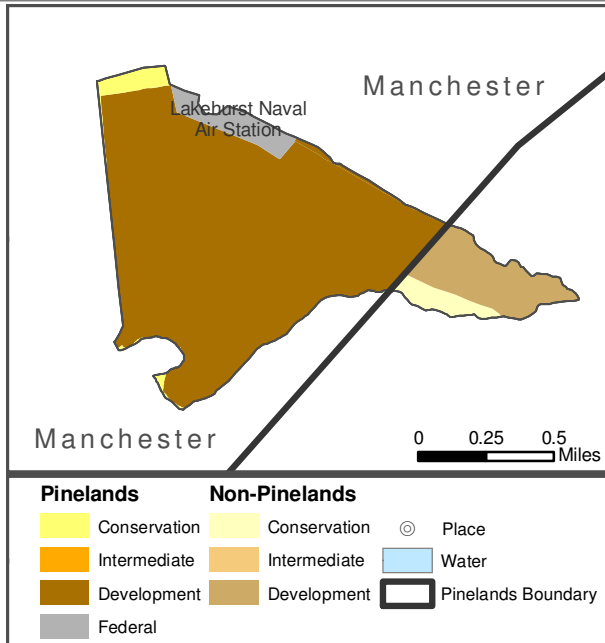 Manchester
Lakehurst Naval
Air Station
Manchester
0 0.25 0.5
Miles
Pinelands Non-Pinelands
Conservation Conservation Place
Intermediate Intermediate Water
Development Development Pinelands Boundary
Federal